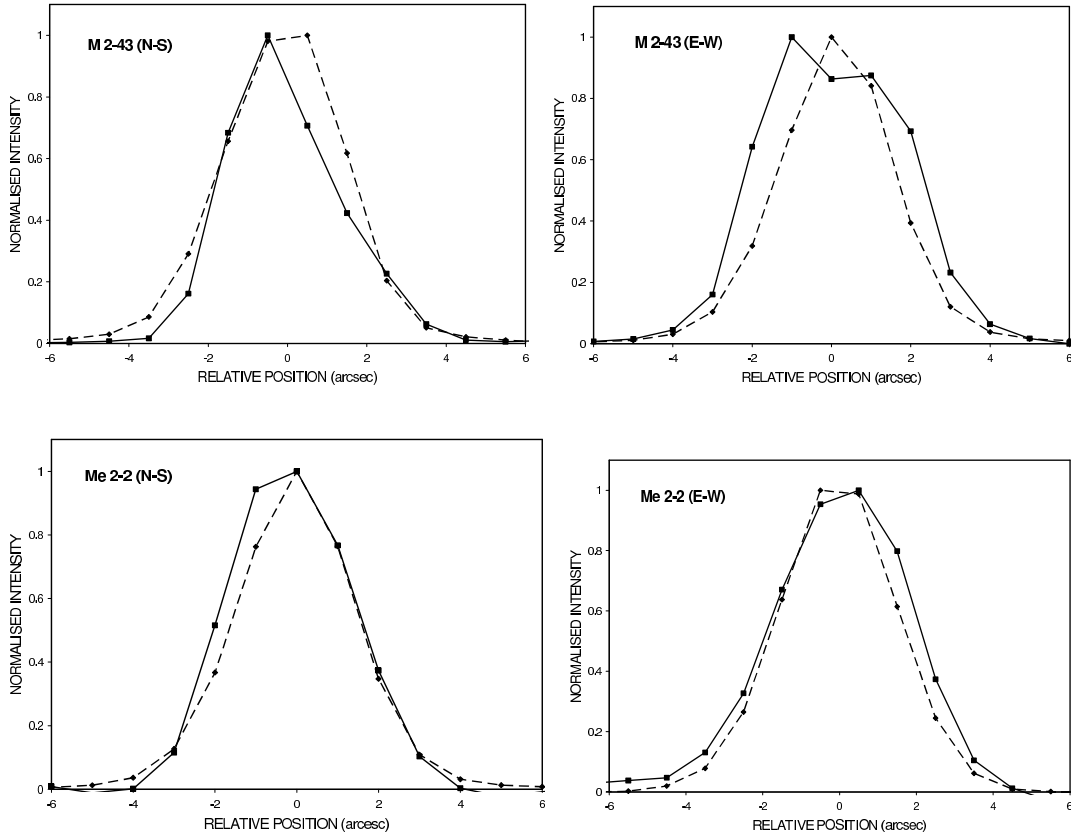 M 2-43 (N-S)
NORMALISED INTENSITY
1
0.8
0.6
0.4
0.2
0
-6 -4 -2 0 2 4 6
RELATIVE POSITION (arcsec)
M 2-43 (E-W)
NORMALISED INTENSITY
1
0.8
0.6
0.4
0.2
0
-6 -4 -2 0 2 4 6
RELATIVE POSITION (arcsec)
Me 2-2 (N-S)
NORMALISED INTENSITY
1
0.8
0.6
0.4
0.2
0
-6 -4 -2 0 2 4 6
RELATIVE POSITION (arcesc)
Me 2-2 (E-W)
NORMALISED INTENSITY
1
0.8
0.6
0.4
0.2
0
-6 -4 -2 0 2 4 6
RELATIVE POSITION (arcsec)